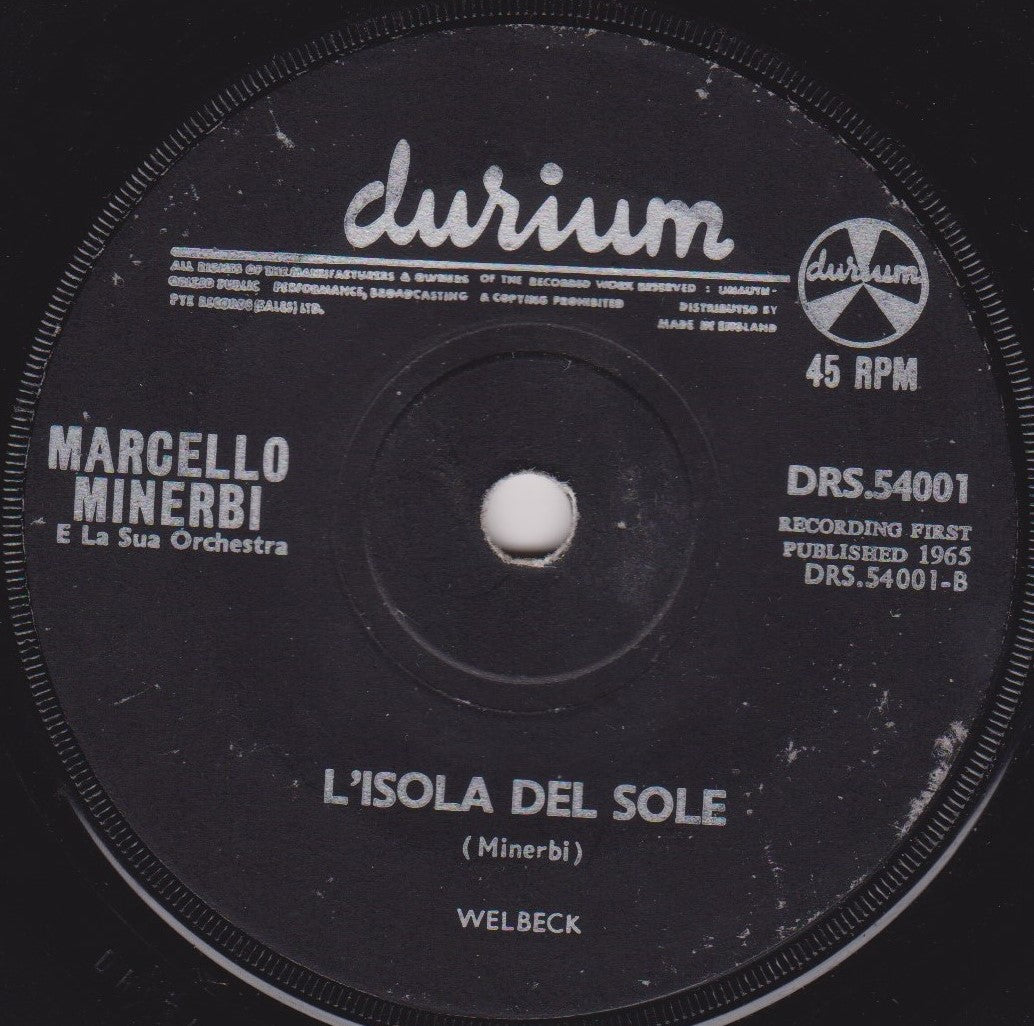 durium
ALL RIGHTS OF THE MANUFACTURERS & OWNERS OF THE RECORDED WORK RESERVED : UNAUTH-
ORISED PUBLIC PERFORMANCE, BROADCASTING & COPYING PROHIBITED DISTRIBUTED BY
PYE RECORDS (SALES) LTD. MADE IN ENGLAND
durium
45 RPM
MARCELLO
MINERBI
E La Sua Orchestra
DRS.54001
RECORDING FIRST
PUBLISHED 1965
DRS.54001-B
L'ISOLA DEL SOLE
(Minerbi)
WELBECK